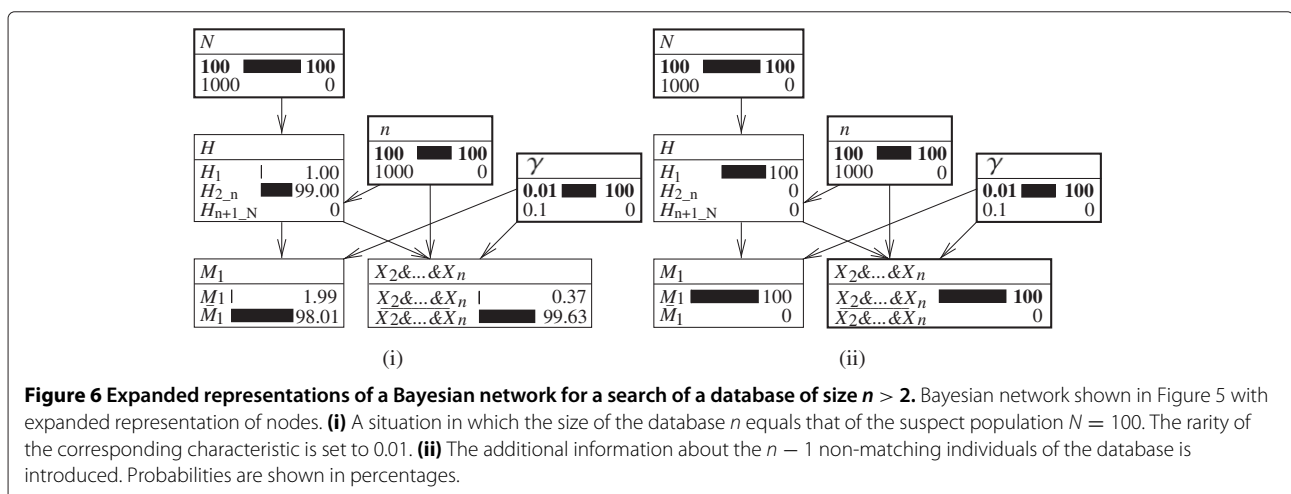 N
100 100
1000 0
n
100 100
1000 0
H
H1 1.00
H2_n 99.00
Hn+1_N 0
γ
0.01 100
0.1 0
M1
M1 1.99
M̄1 98.01
X2&...&Xn
X2&...&Xn 0.37
X̅2&...&Xn̅ 99.63
(i)
N
100 100
1000 0
n
100 100
1000 0
H
H1 100
H2_n 0
Hn+1_N 0
γ
0.01 100
0.1 0
M1
M1 100
M̄1 0
X2&...&Xn
X2&...&Xn 100
X̅2&...&Xn̅ 0
(ii)
Figure 6 Expanded representations of a Bayesian network for a search of a database of size n > 2. Bayesian network shown in Figure 5 with
expanded representation of nodes. (i) A situation in which the size of the database n equals that of the suspect population N = 100. The rarity of
the corresponding characteristic is set to 0.01. (ii) The additional information about the n − 1 non-matching individuals of the database is
introduced. Probabilities are shown in percentages.